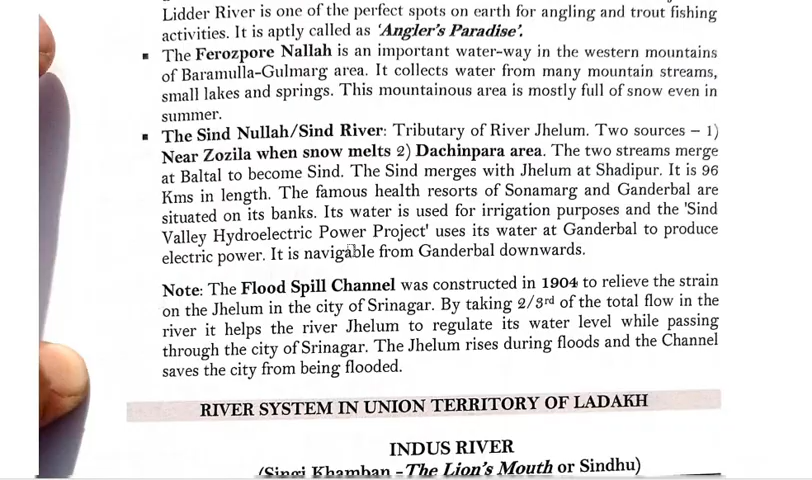 Lidder River is one of the perfect spots on earth for angling and trout fishing
activities. It is aptly called as ‘Angler's Paradise’.
▪ The Ferozpore Nallah is an important water-way in the western mountains
of Baramulla-Gulmarg area. It collects water from many mountain streams,
small lakes and springs. This mountainous area is mostly full of snow even in
summer.
▪ The Sind Nullah/Sind River: Tributary of River Jhelum. Two sources – 1)
Near Zozila when snow melts 2) Dachinpara area. The two streams merge
at Baltal to become Sind. The Sind merges with Jhelum at Shadipur. It is 96
Kms in length. The famous health resorts of Sonamarg and Ganderbal are
situated on its banks. Its water is used for irrigation purposes and the 'Sind
Valley Hydroelectric Power Project' uses its water at Ganderbal to produce
electric power. It is navigable from Ganderbal downwards.
Note: The Flood Spill Channel was constructed in 1904 to relieve the strain
on the Jhelum in the city of Srinagar. By taking 2/3rd of the total flow in the
river it helps the river Jhelum to regulate its water level while passing
through the city of Srinagar. The Jhelum rises during floods and the Channel
saves the city from being flooded.
RIVER SYSTEM IN UNION TERRITORY OF LADAKH
INDUS RIVER
(Singi Khamban – The Lion's Mouth or Sindhu)